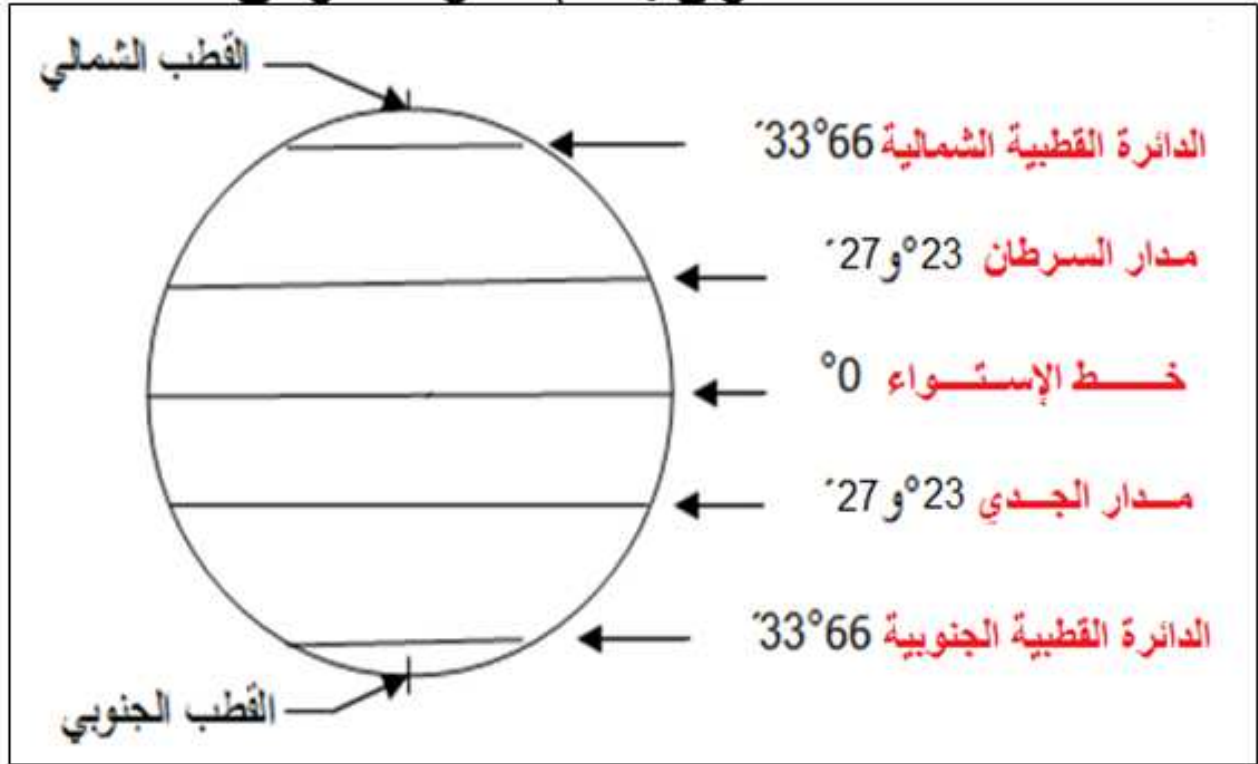 القطب الشمالي
الدائرة القطبية الشمالية 66°33´
مدار السرطان 23°و27´
خط الإستواء 0°
مدار الجدي 23°و27´
الدائرة القطبية الجنوبية 66°33´
القطب الجنوبي